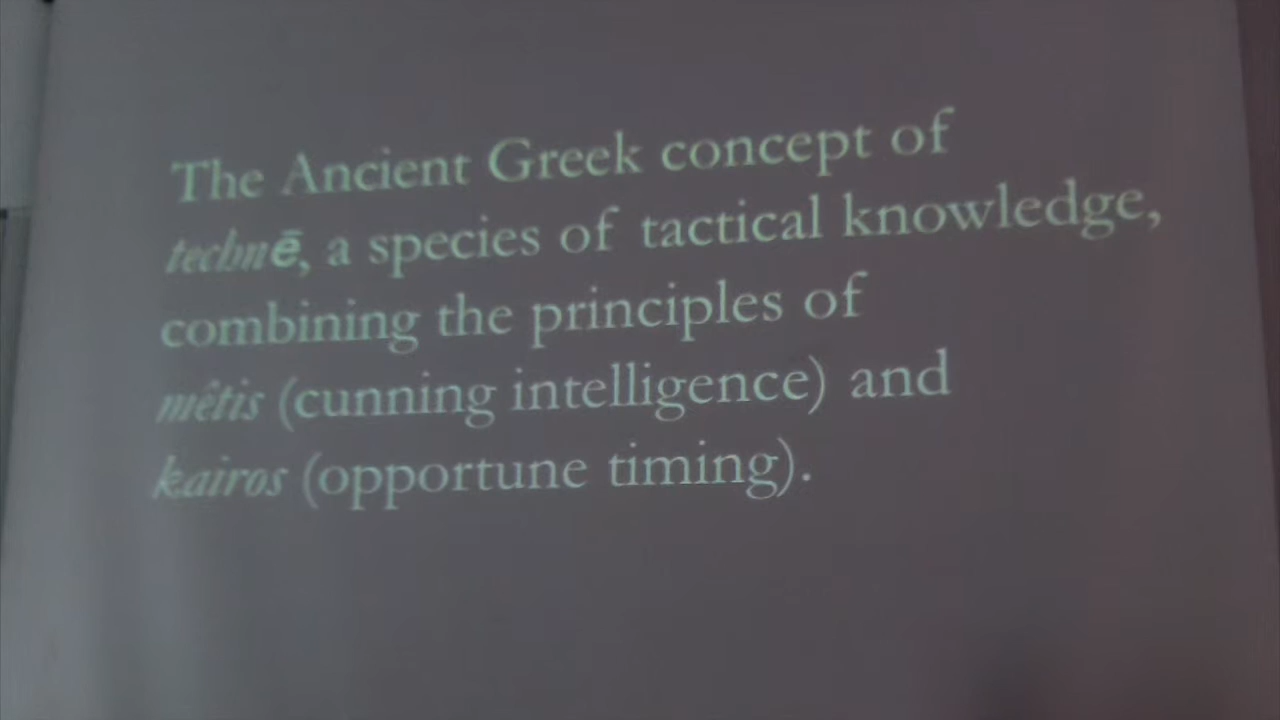 The Ancient Greek concept of
technē, a species of tactical knowledge,
combining the principles of
mêtis (cunning intelligence) and
kairos (opportune timing).